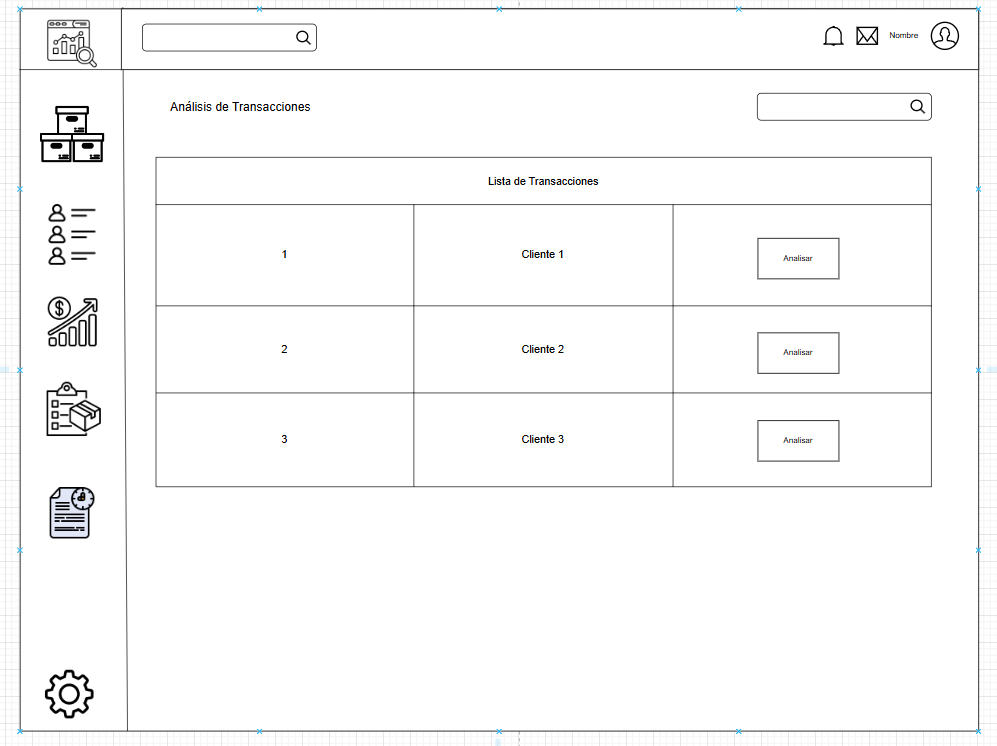 Nombre
Análisis de Transacciones
Lista de Transacciones
1
Cliente 1
Analisar
2
Cliente 2
Analisar
3
Cliente 3
Analisar